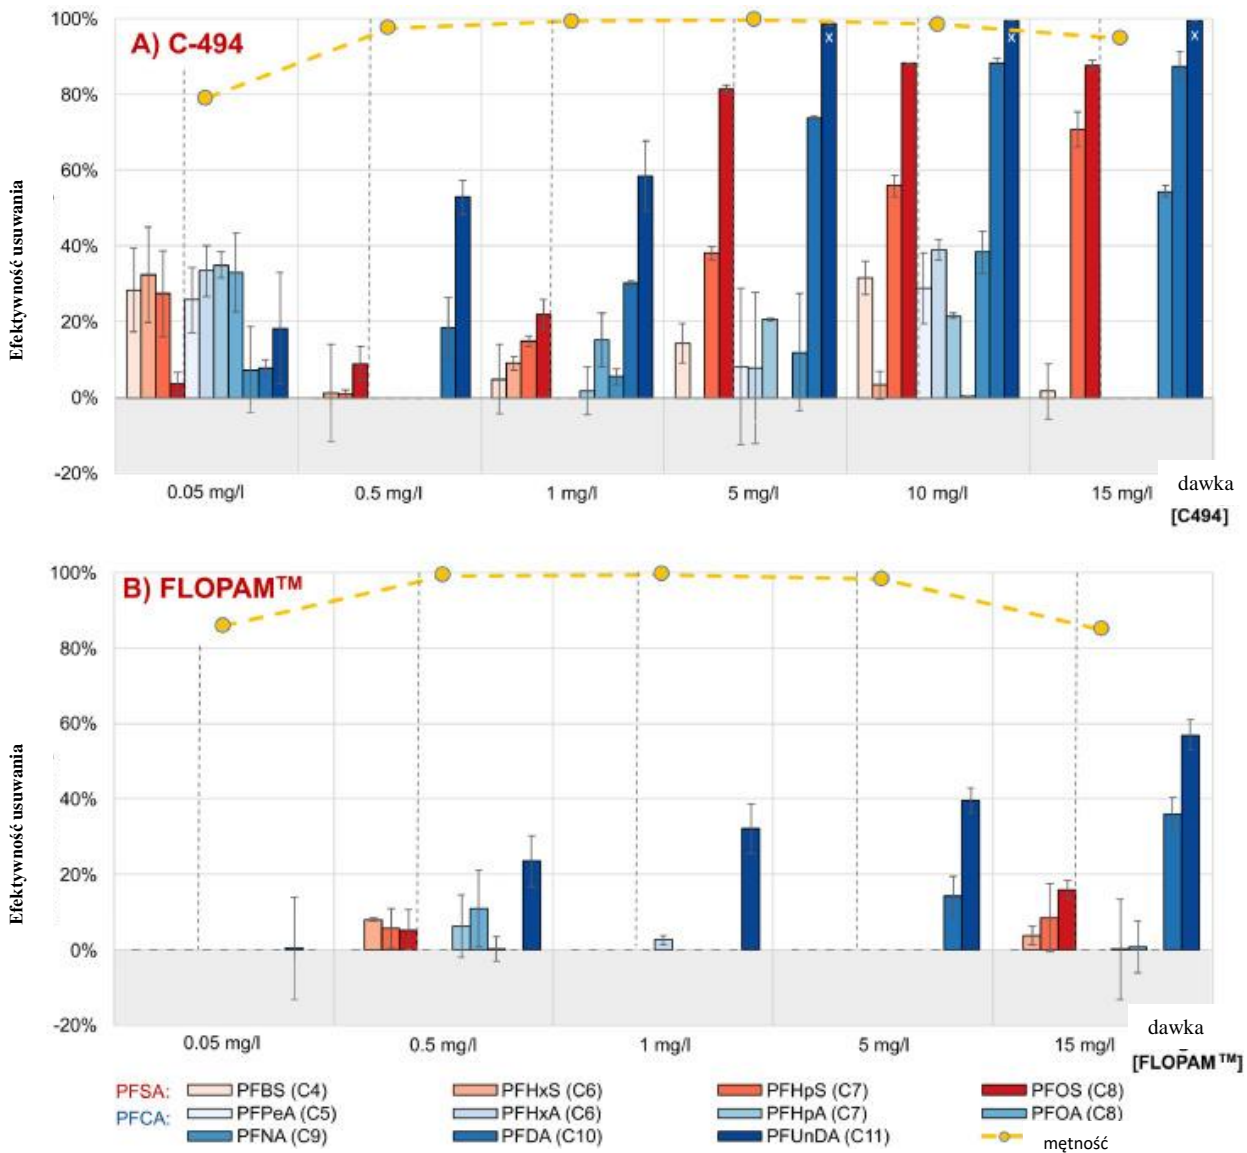 A) C-494
100%
80%
60%
40%
20%
0%
-20%
Efektywność usuwania
x
x
x
0.05 mg/l
0.5 mg/l
1 mg/l
5 mg/l
10 mg/l
15 mg/l
dawka
[C494]
B) FLOPAM™
100%
80%
60%
40%
20%
0%
-20%
Efektywność usuwania
0.05 mg/l
0.5 mg/l
1 mg/l
5 mg/l
15 mg/l
dawka
[FLOPAM™]
PFSA: PFBS (C4) PFHxS (C6) PFHpS (C7) PFOS (C8)
PFCA: PFPeA (C5) PFHxA (C6) PFHpA (C7) PFOA (C8)
PFNA (C9) PFDA (C10) PFUnDA (C11) mętność